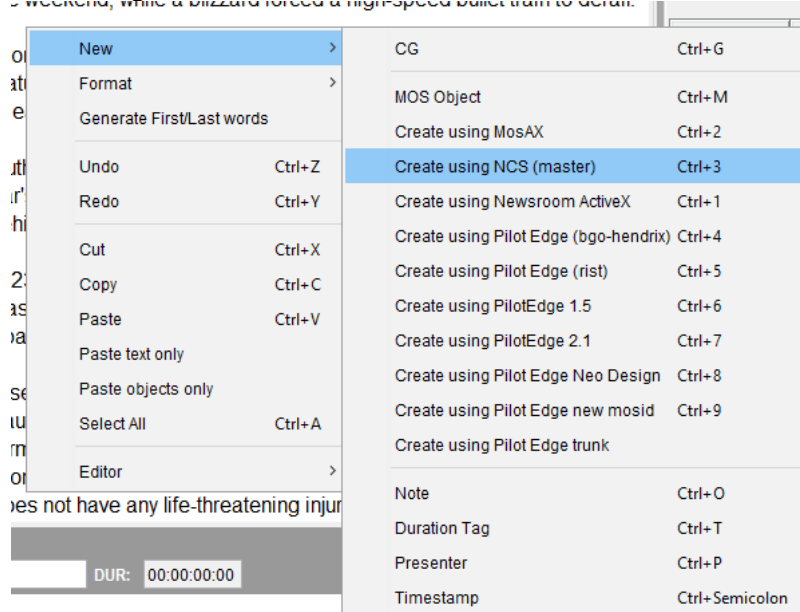 weekend, while a blizzard forced a high-speed bullet train to derail.
New >
Format >
Generate First/Last words
Undo Ctrl+Z
Redo Ctrl+Y
Cut Ctrl+X
Copy Ctrl+C
Paste Ctrl+V
Paste text only
Paste objects only
Select All Ctrl+A
Editor >
CG Ctrl+G
MOS Object Ctrl+M
Create using MosAX Ctrl+2
Create using NCS (master) Ctrl+3
Create using Newsroom ActiveX Ctrl+1
Create using Pilot Edge (bgo-hendrix) Ctrl+4
Create using Pilot Edge (rist) Ctrl+5
Create using PilotEdge 1.5 Ctrl+6
Create using PilotEdge 2.1 Ctrl+7
Create using Pilot Edge Neo Design Ctrl+8
Create using Pilot Edge new mosid Ctrl+9
Create using Pilot Edge trunk
Note Ctrl+O
Duration Tag Ctrl+T
Presenter Ctrl+P
Timestamp Ctrl+Semicolon
not have any life-threatening injur
DUR: 00:00:00:00